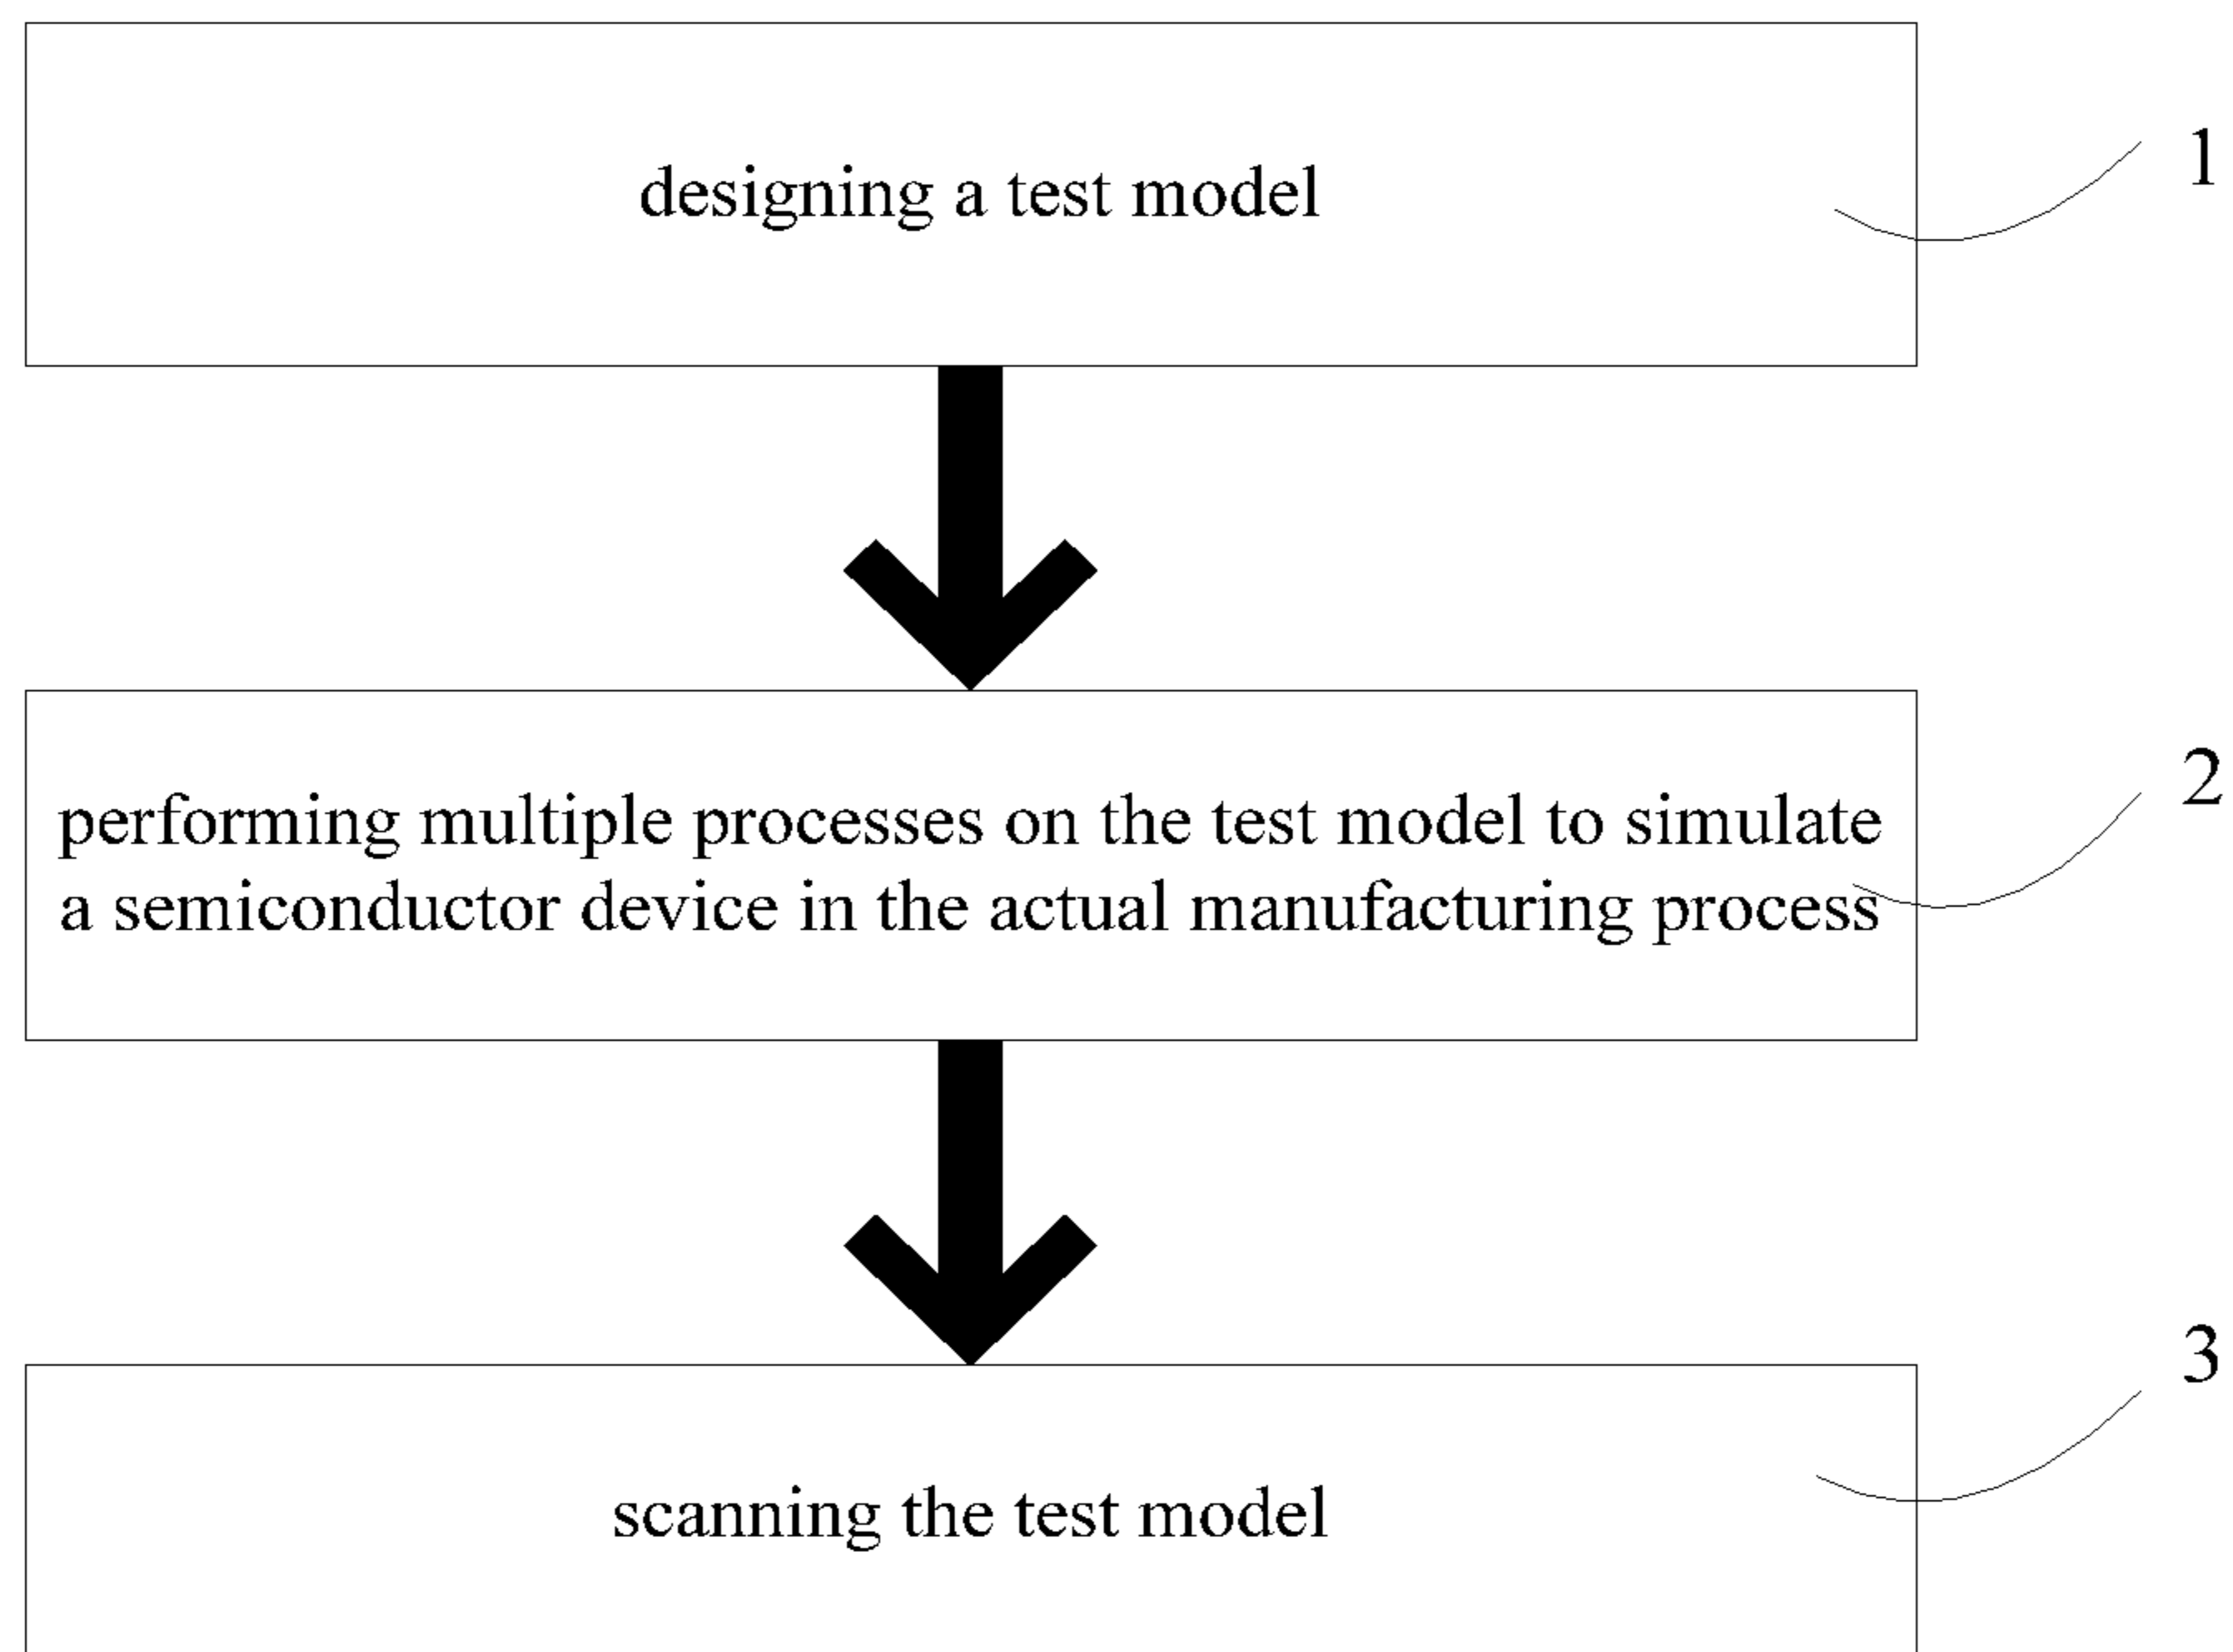 designing a test model
1
performing multiple processes on the test model to simulate
a semiconductor device in the actual manufacturing process
2
scanning the test model
3